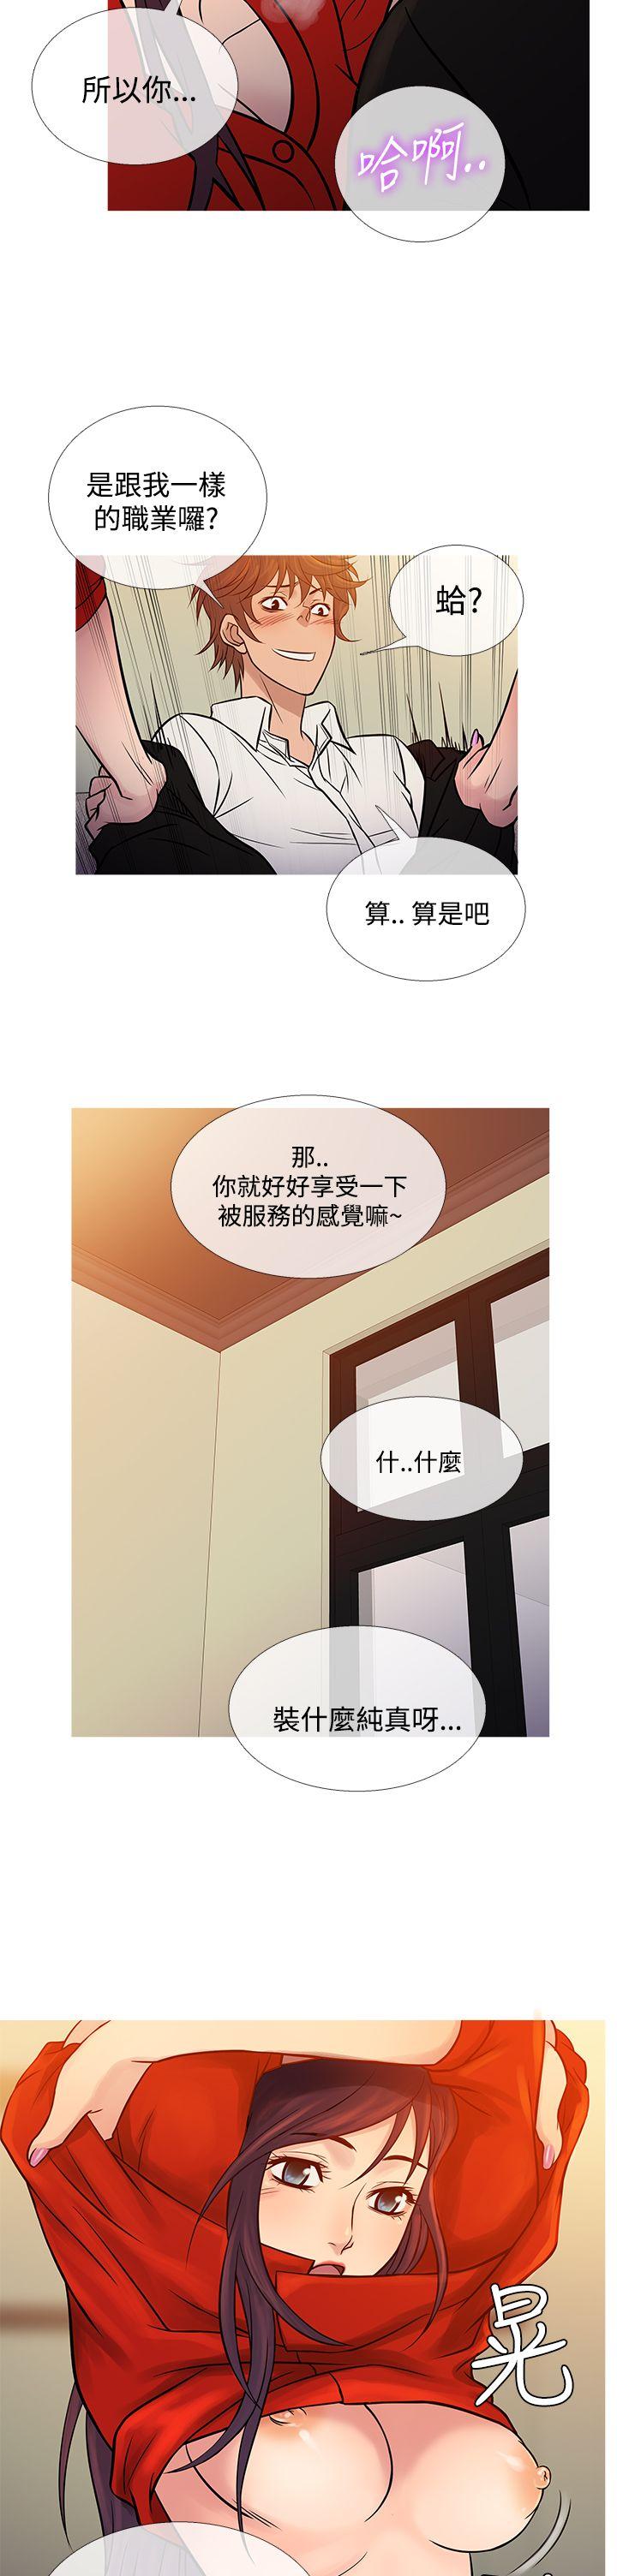 所以你...
哈啊..
是跟我一樣
的職業囉?
蛤?
算.. 算是吧
那..
你就好好享受一下
被服務的感覺嘛~
什..什麼
裝什麼純真呀...
晃